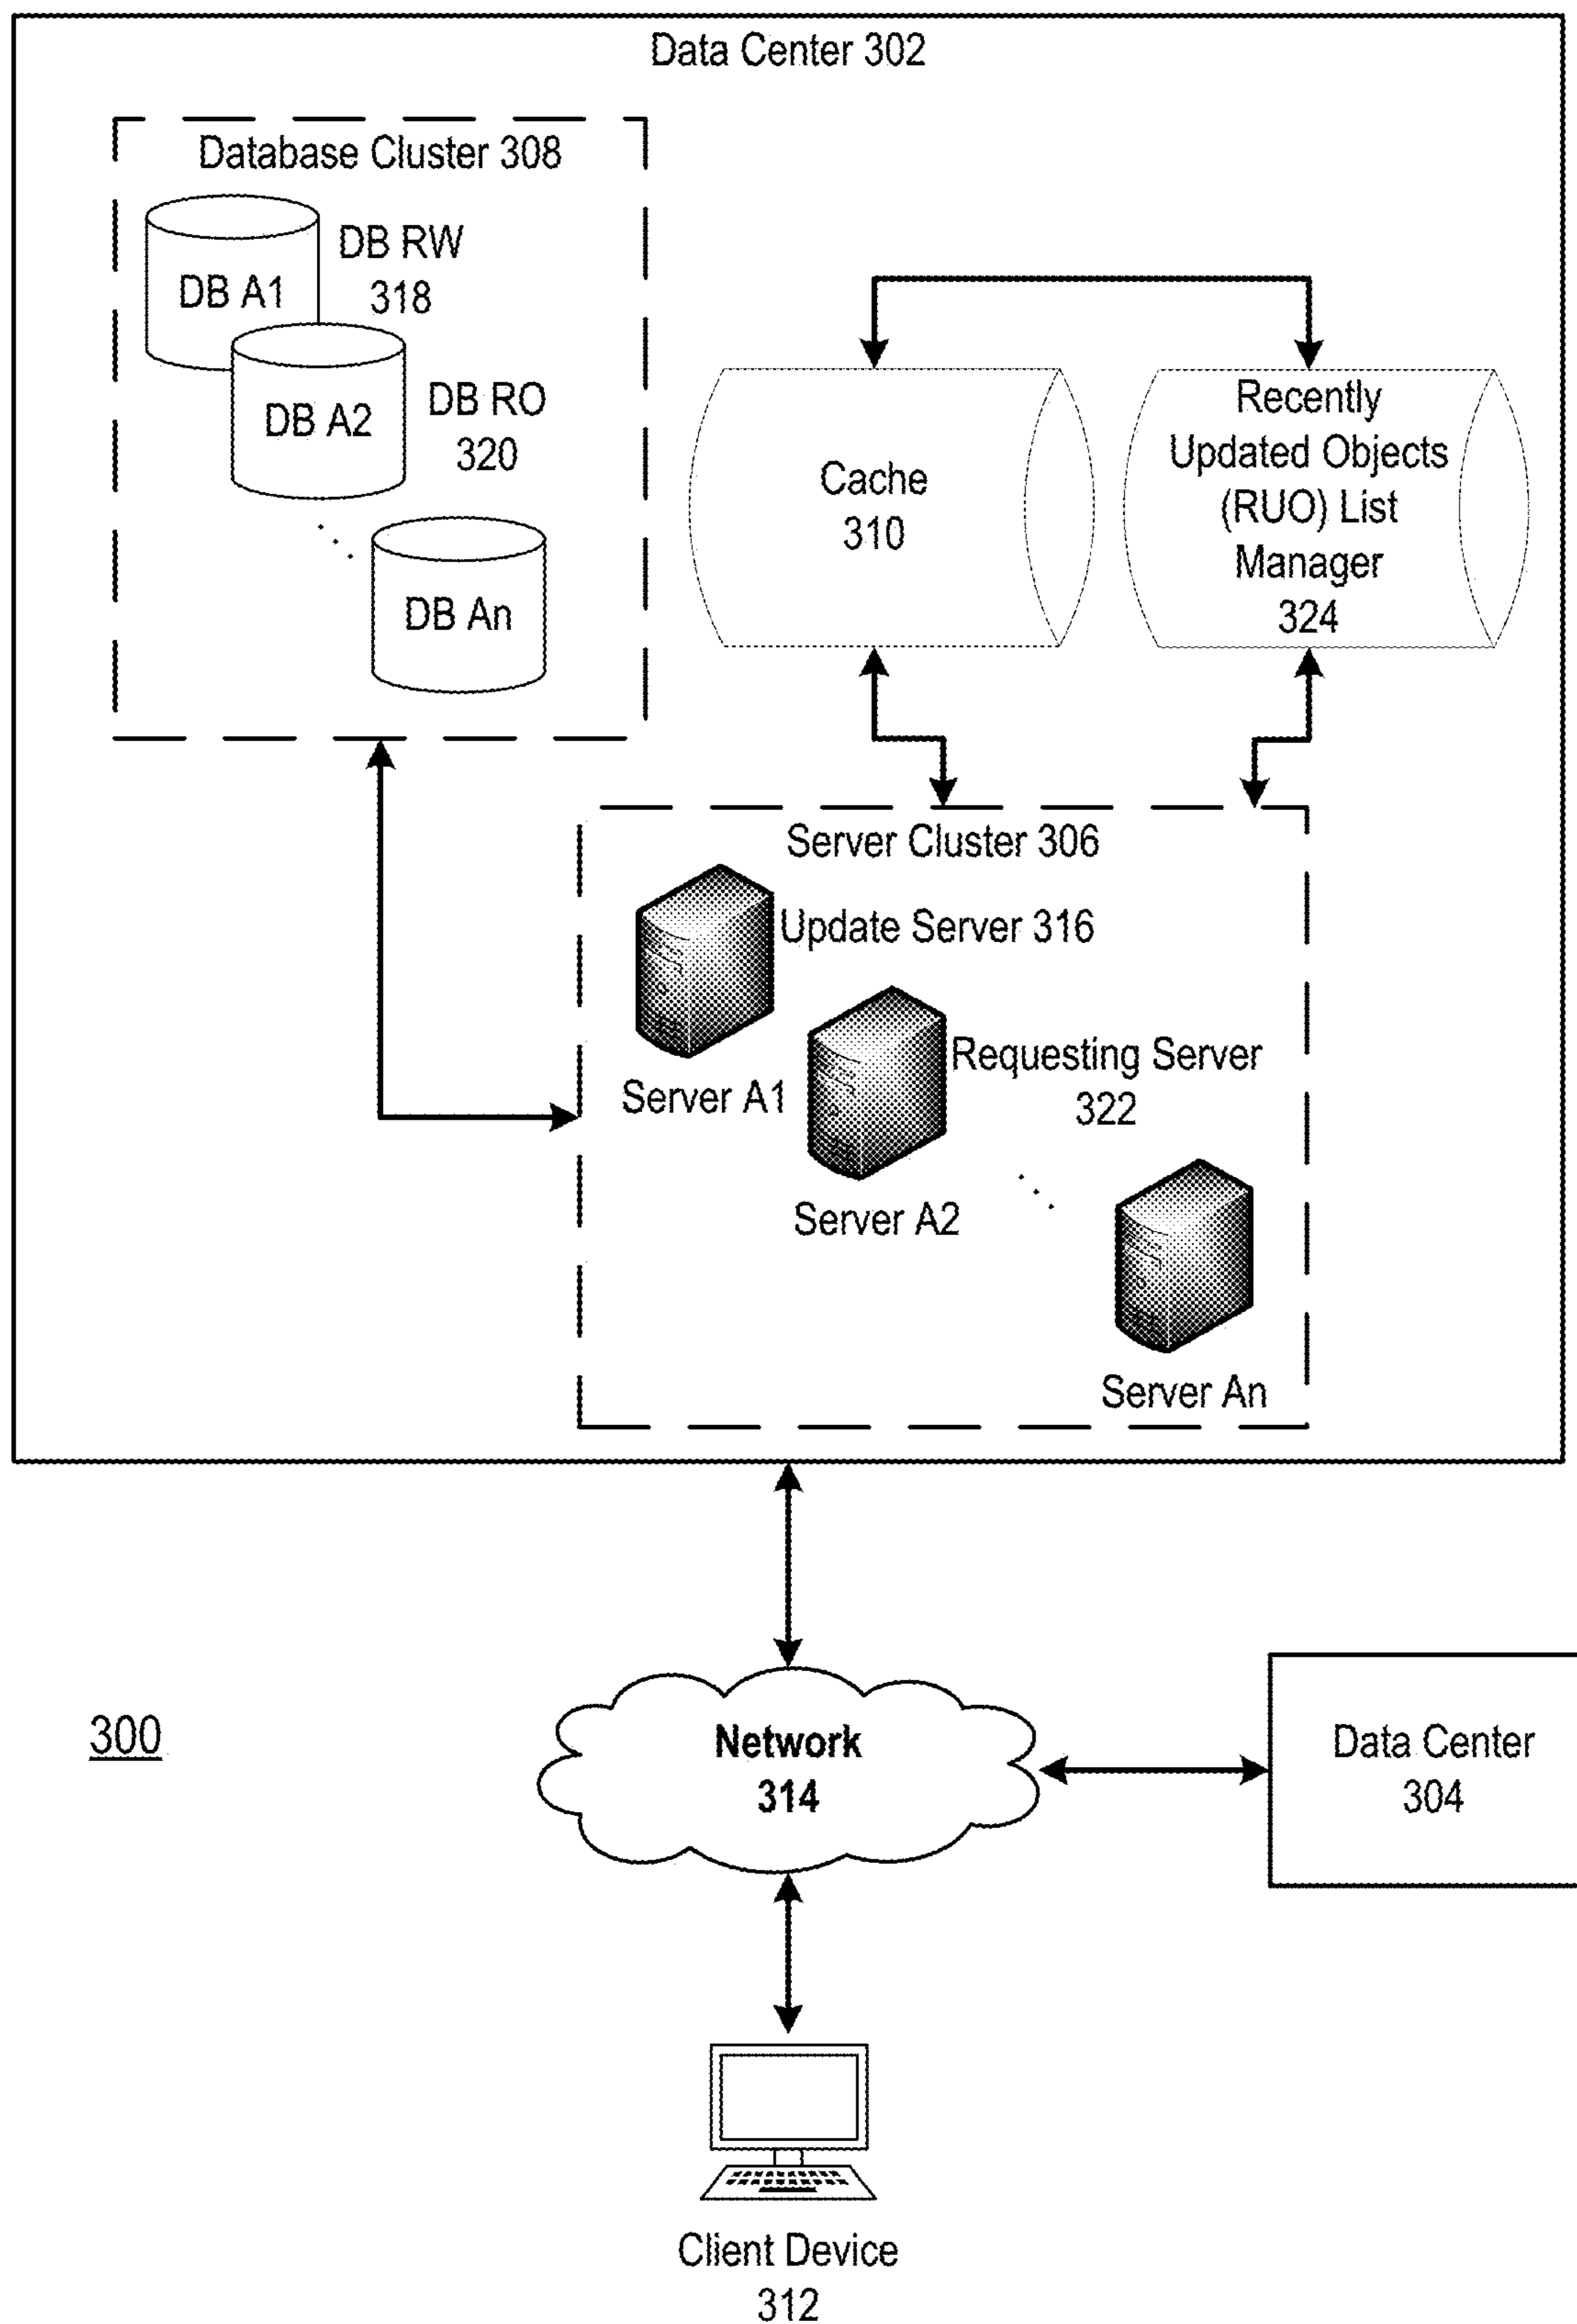 Data Center 302
Database Cluster 308
DB A1
DB RW
318
DB A2
DB RO
320
DB An
Cache
310
Recently
Updated Objects
(RUO) List
Manager
324
Server Cluster 306
Update Server 316
Server A1
Requesting Server
322
Server A2
Server An
300
Network
314
Data Center
304
Client Device
312